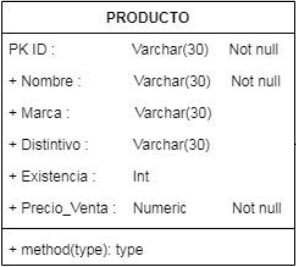 PRODUCTO
PK ID : Varchar(30) Not null
+ Nombre : Varchar(30) Not null
+ Marca : Varchar(30)
+ Distintivo : Varchar(30)
+ Existencia : Int
+ Precio_Venta : Numeric Not null
+ method(type): type